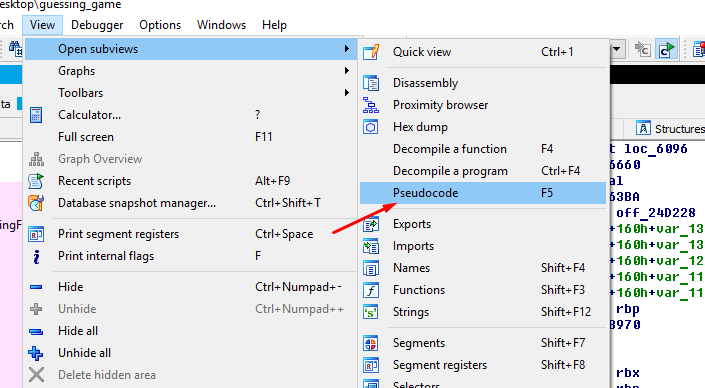 esktop\guessing_game
rch View Debugger Options Windows Help
Open subviews
Graphs
Toolbars
Calculator... ?
Full screen F11
Graph Overview
Recent scripts Alt+F9
Database snapshot manager... Ctrl+Shift+T
Print segment registers Ctrl+Space
Print internal flags F
Hide Ctrl+Numpad+-
Unhide Ctrl+Numpad++
Hide all
Unhide all
Delete hidden area
Quick view Ctrl+1
Disassembly
Proximity browser
Hex dump
Decompile a function F4
Decompile a program Ctrl+F4
Pseudocode F5
Exports
Imports
Names Shift+F4
Functions Shift+F3
Strings Shift+F12
Segments Shift+F7
Segment registers Shift+F8
Selectors
ata
ingF
Structures
t loc_6096
6660
al
63BA
off_24D228
+160h+var_13
+160h+var_13
+160h+var_12
+160h+var_11
+160h+var_11
rbp
8970
rbx